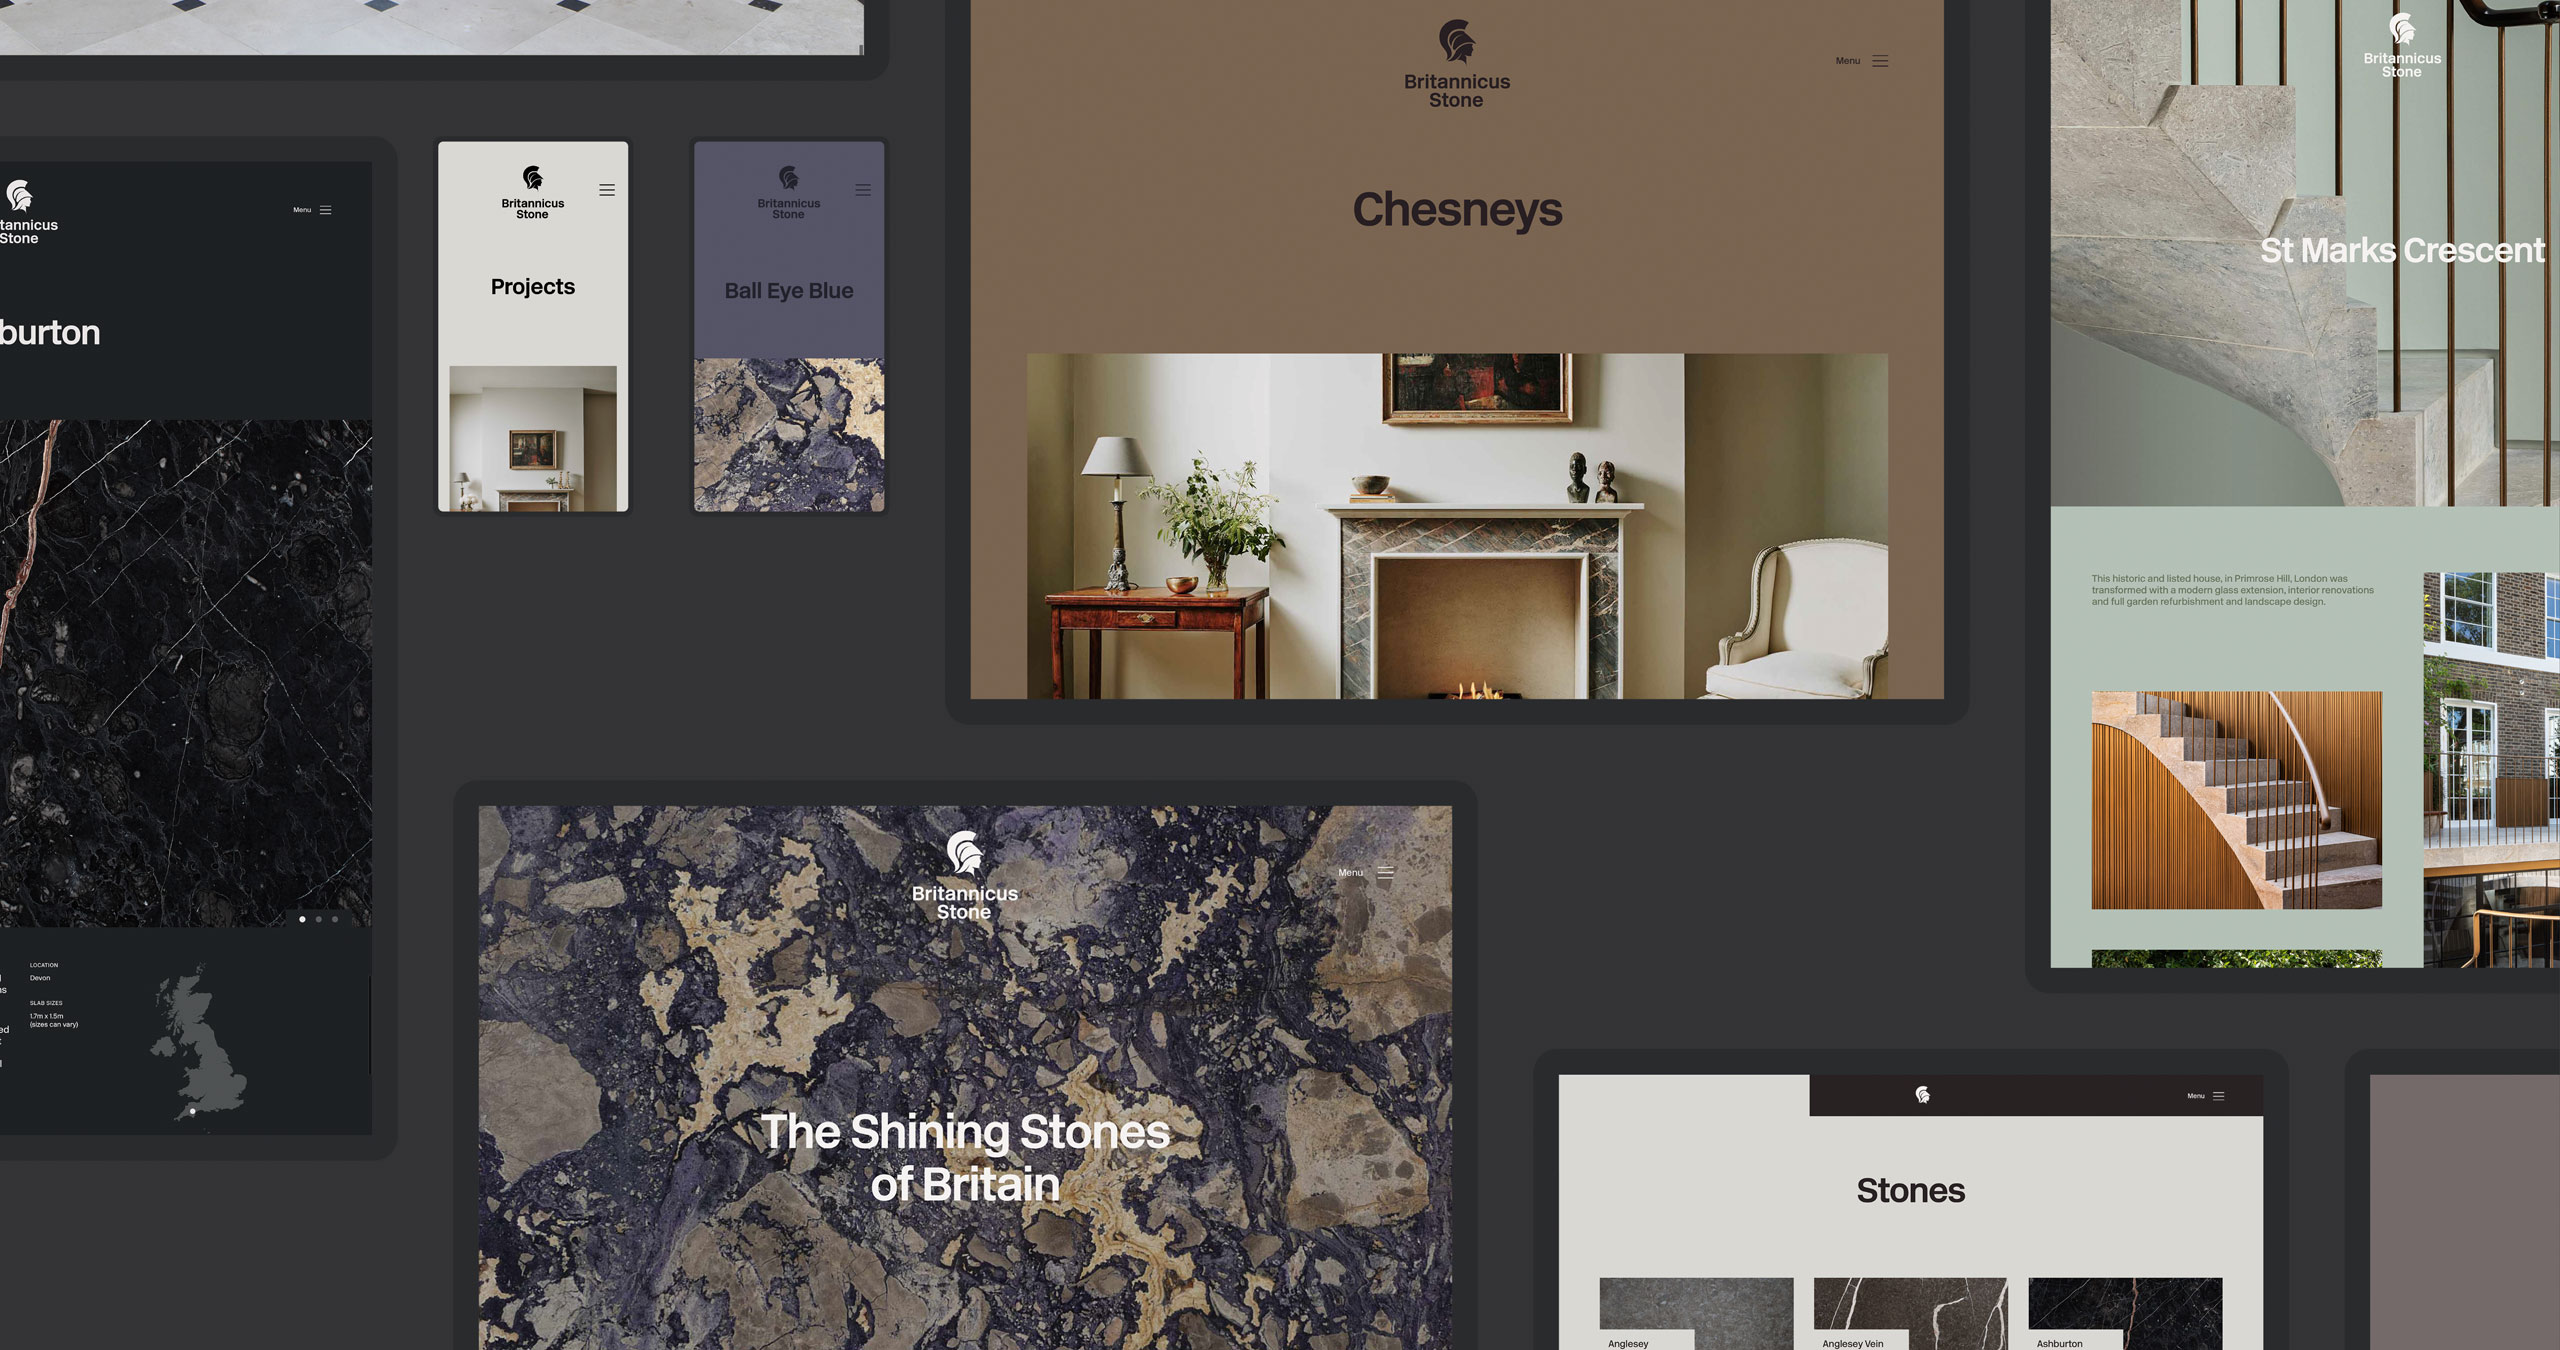 tannicus
Stone
Menu
burton
LOCATION
Devon
SLAB SIZES
1.7m x 1.5m
(sizes can vary)
Britannicus
Stone
Projects
Britannicus
Stone
Ball Eye Blue
Britannicus
Stone
Menu
Chesneys
Britannicus
Stone
St Marks Crescent
This historic and listed house, in Primrose Hill, London was
transformed with a modern glass extension, interior renovations
and full garden refurbishment and landscape design.
Britannicus
Stone
Menu
The Shining Stones
of Britain
Menu
Stones
Anglesey
Anglesey Vein
Ashburton